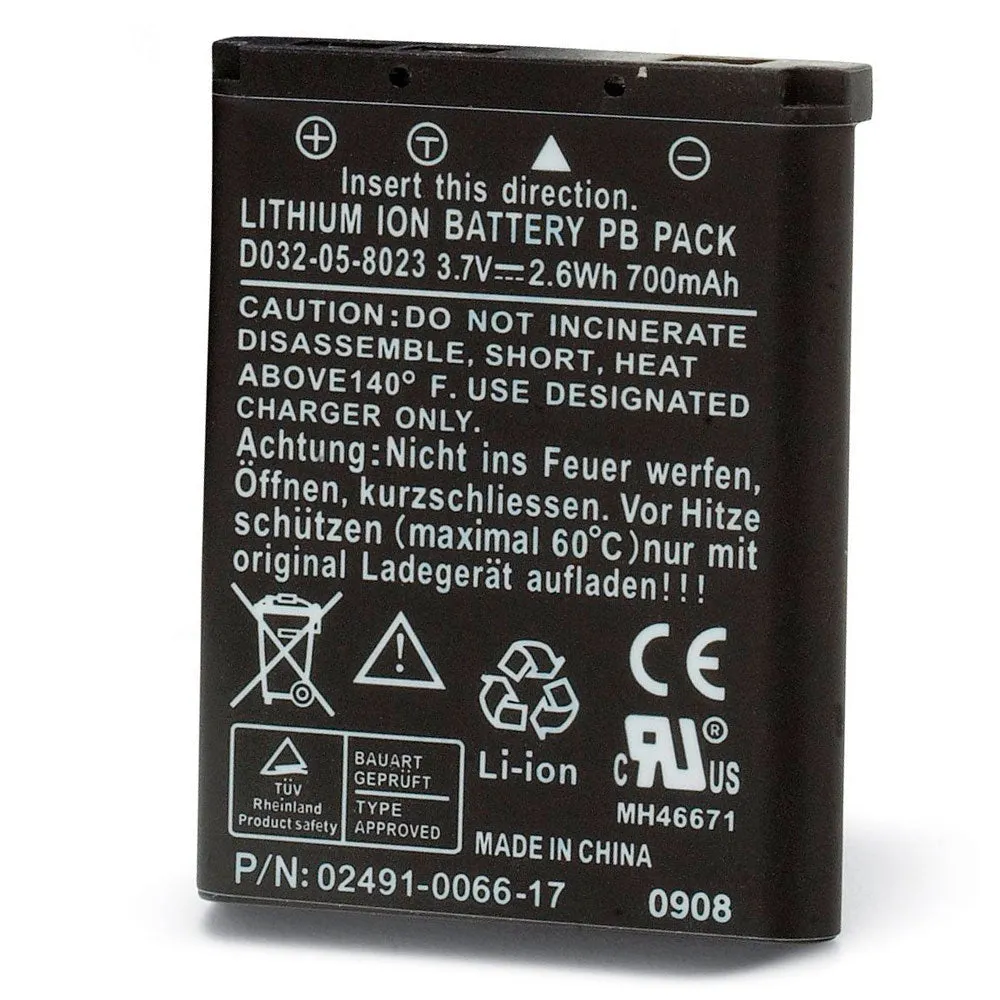 Insert this direction.
LITHIUM ION BATTERY PB PACK
D032-05-8023 3.7V⎓2.6Wh 700mAh
CAUTION:DO NOT INCINERATE
DISASSEMBLE, SHORT, HEAT
ABOVE140° F. USE DESIGNATED
CHARGER ONLY.
Achtung:Nicht ins Feuer werfen,
Öffnen, kurzschliessen. Vor Hitze
schützen (maximal 60°C)nur mit
original Ladegerät aufladen!!!
CE
TÜV
Rheinland
Product safety
BAUART
GEPRÜFT
TYPE
APPROVED
Li-ion
c RU® US
MH46671
MADE IN CHINA
P/N: 02491-0066-17
0908